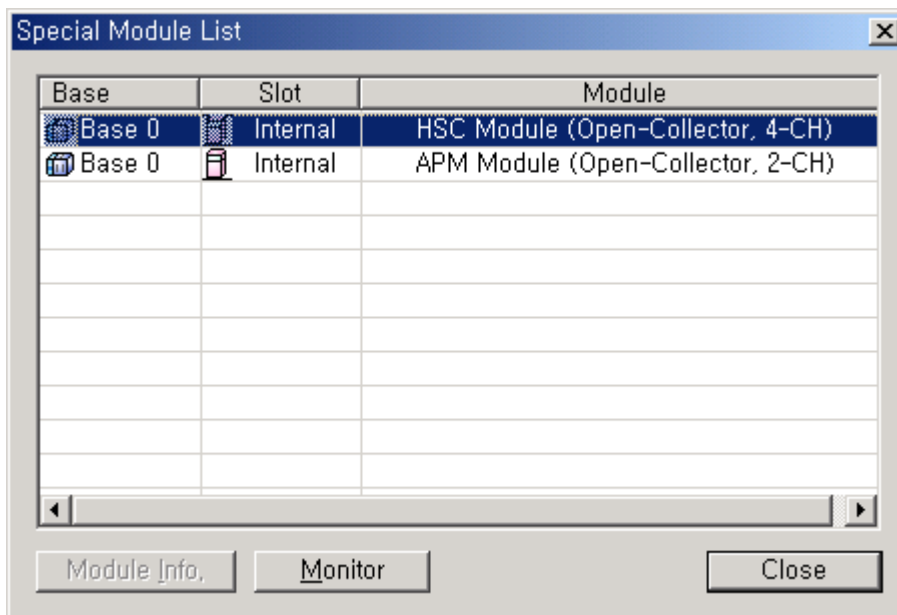 Special Module List
Base Slot Module
Base 0 Internal HSC Module (Open-Collector, 4-CH)
Base 0 Internal APM Module (Open-Collector, 2-CH)
Module Info, Monitor Close